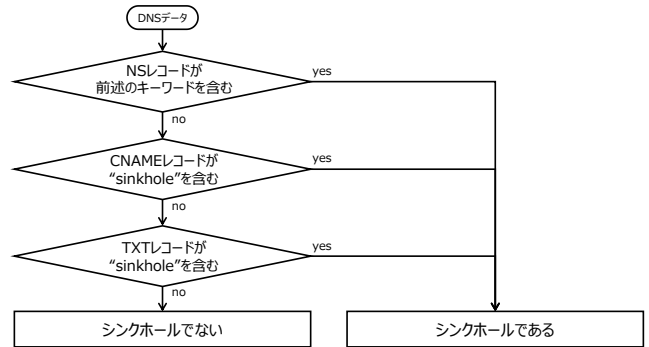 DNSデータ
NSレコードが
前述のキーワードを含む
yes
no
CNAMEレコードが
“sinkhole”を含む
yes
no
TXTレコードが
“sinkhole”を含む
yes
no
シンクホールでない
シンクホールである